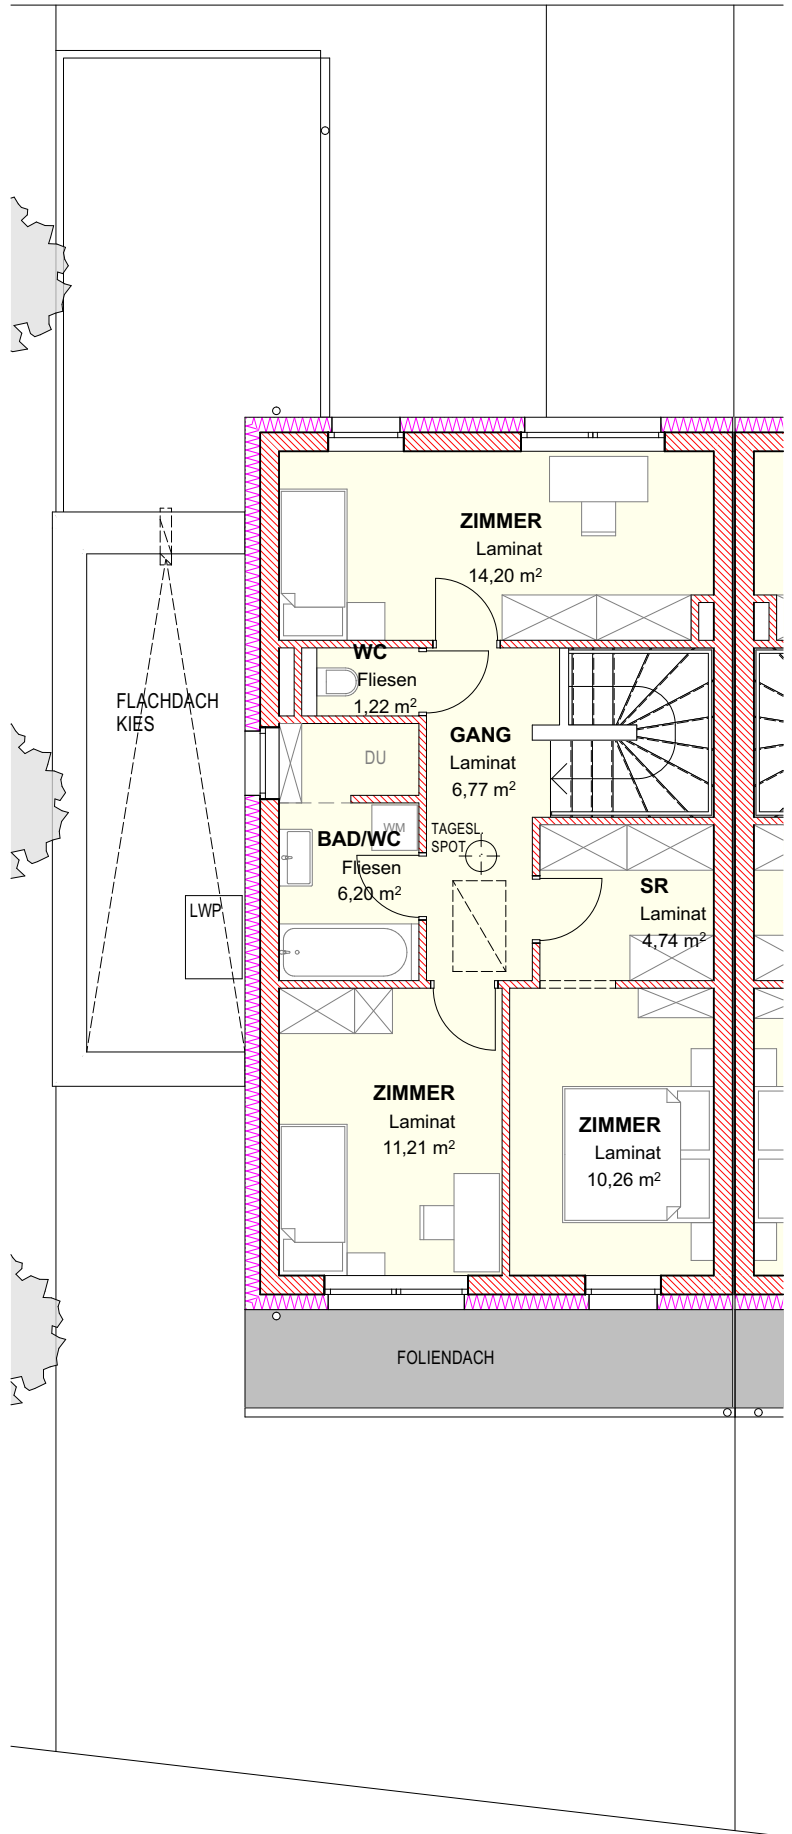 ZIMMER
Laminat
14,20 m²
WC
Fliesen
1,22 m²
FLACHDACH
KIES
GANG
Laminat
6,77 m²
DU
WM
BAD/WC
Fliesen
6,20 m²
TAGESL.
SPOT
SR
Laminat
4,74 m²
LWP
ZIMMER
Laminat
11,21 m²
ZIMMER
Laminat
10,26 m²
FOLIENDACH